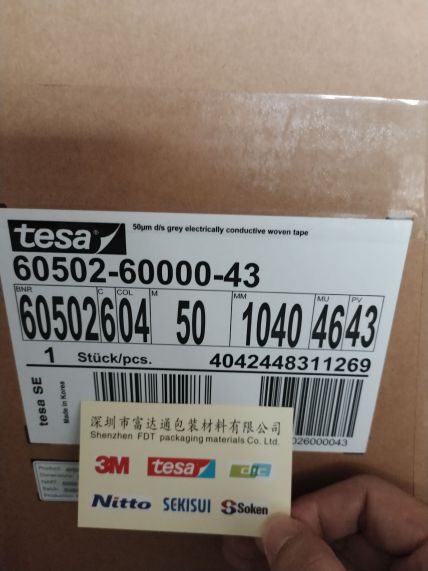 tesa
50µm d/s grey electrically conductive woven tape
60502-60000-43
BNR C COL M MM MU PV
60502 6 04 50 1040 46 43
1 Stück/pcs. 4042448311269
tesa SE
Made in Korea
026000043
深圳市富达通包装材料有限公司
Shenzhen FDT packaging materials Co. Ltd.
3M tesa dic
Nitto SEKISUI Soken
Product: